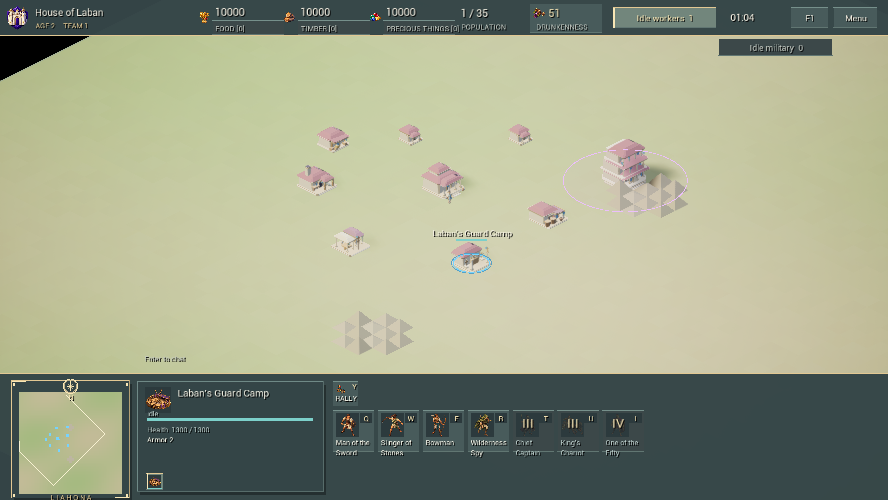 House of Laban
AGE 2 TEAM 1
10000
FOOD [0]
10000
TIMBER [0]
10000
PRECIOUS THINGS [0]
1 / 35
POPULATION
51
DRUNKENNESS
Idle workers 1
01:04
F1
Menu
Idle military 0
Laban's Guard Camp
Enter to chat
N
LIAHONA
Laban's Guard Camp
Idle
Health 1300 / 1300
Armor 2
Y
RALLY
Q
Man of the Sword
W
Slinger of Stones
E
Bowman
R
Wilderness Spy
III T
Chief Captain
III U
King's Chariot
IV I
One of the Fifty